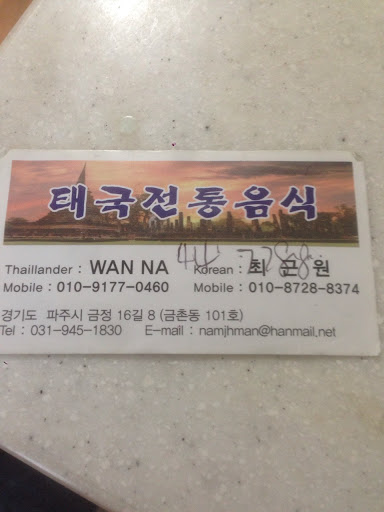 태국전통음식
Thaillander : WAN NA Korean : 최 근 원
Mobile : 010-9177-0460 Mobile : 010-8728-8374
경기도 파주시 금정 16길 8 (금촌동 101호)
Tel : 031-945-1830 E-mail : namjhman@hanmail.net